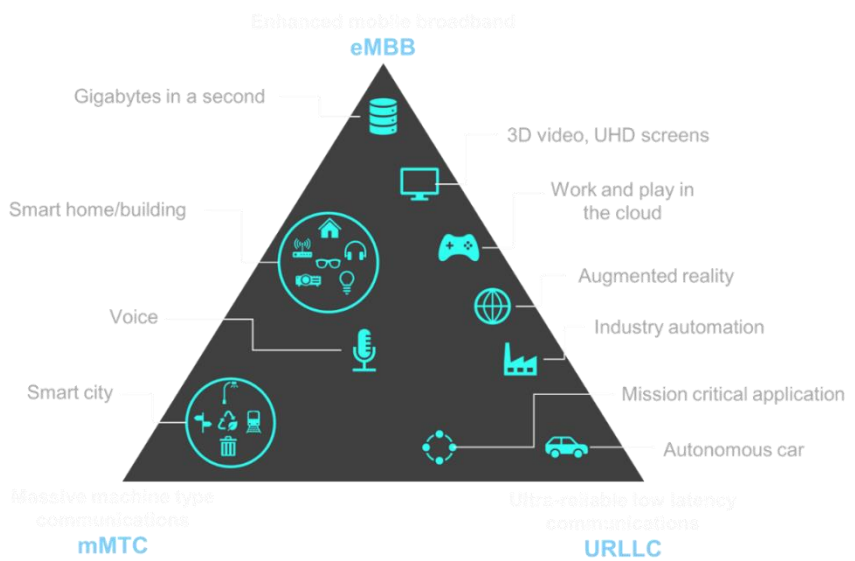 Enhanced mobile broadband
eMBB
Gigabytes in a second
3D video, UHD screens
Work and play in
the cloud
Smart home/building
Augmented reality
Voice
Industry automation
Smart city
Mission critical application
Autonomous car
Massive machine type
communications
mMTC
Ultra-reliable low latency
communications
URLLC